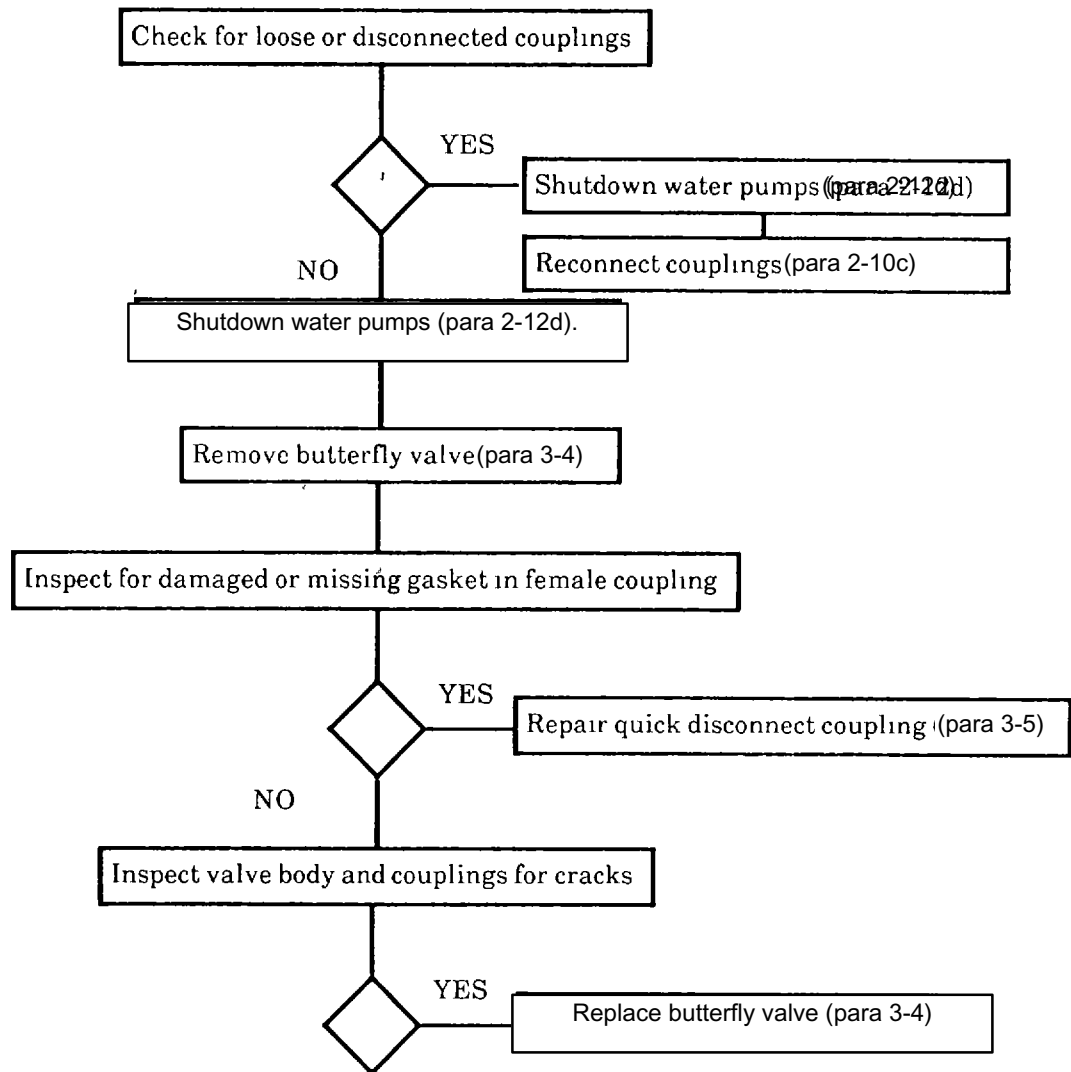 Check for loose or disconnected couplings
YES
Shutdown water pumps
NO
Reconnect couplings (para 2-10c)
Shutdown water pumps (para 2-12d).
Remove butterfly valve (para 3-4)
Inspect for damaged or missing gasket in female coupling
YES
Repair quick disconnect coupling (para 3-5)
NO
Inspect valve body and couplings for cracks
YES
Replace butterfly valve (para 3-4)